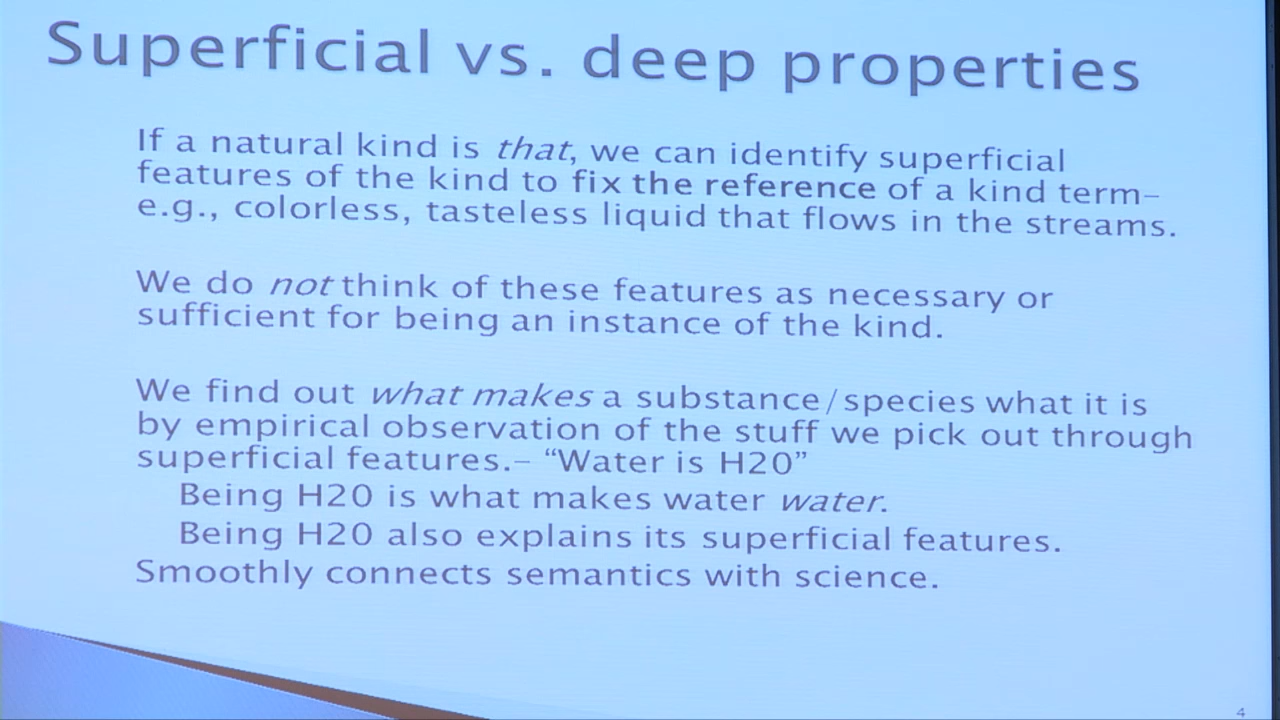 Superficial vs. deep properties
If a natural kind is that, we can identify superficial
features of the kind to fix the reference of a kind term–
e.g., colorless, tasteless liquid that flows in the streams.
We do not think of these features as necessary or
sufficient for being an instance of the kind.
We find out what makes a substance/species what it is
by empirical observation of the stuff we pick out through
superficial features.– “Water is H20”
Being H20 is what makes water water.
Being H20 also explains its superficial features.
Smoothly connects semantics with science.
4